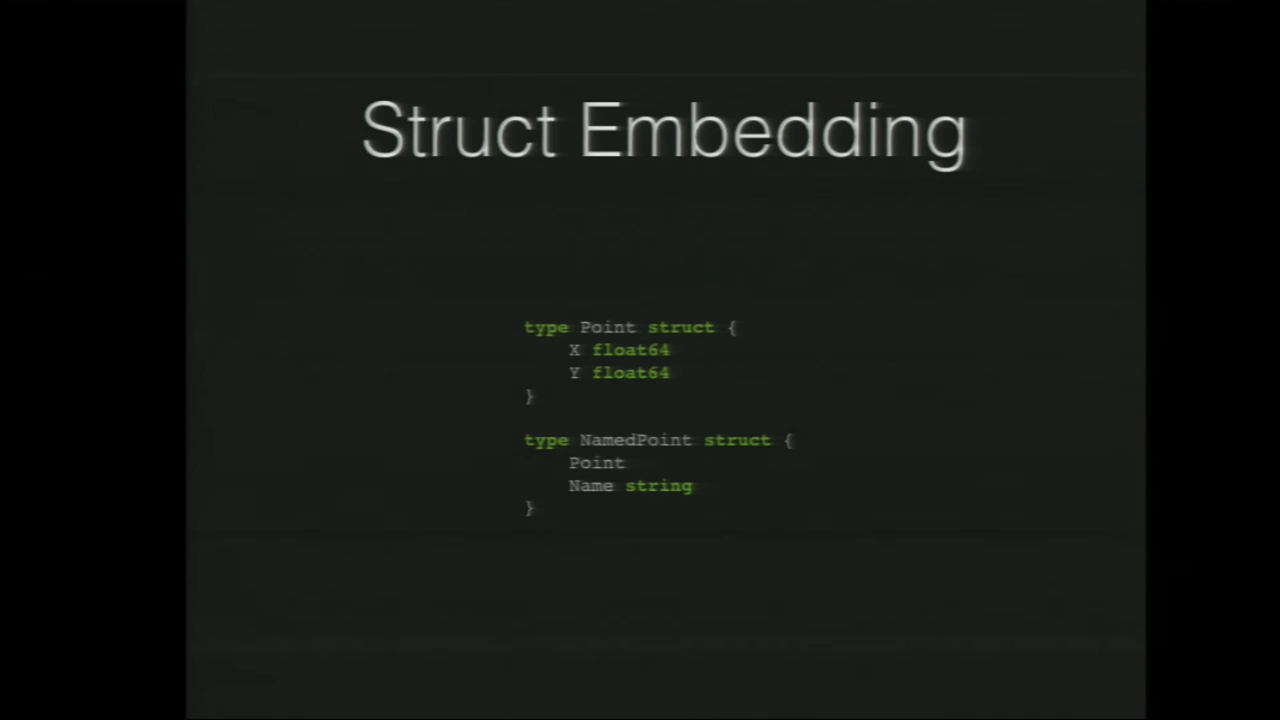 Struct Embedding
type Point struct {
    X float64
    Y float64
}
type NamedPoint struct {
    Point
    Name string
}